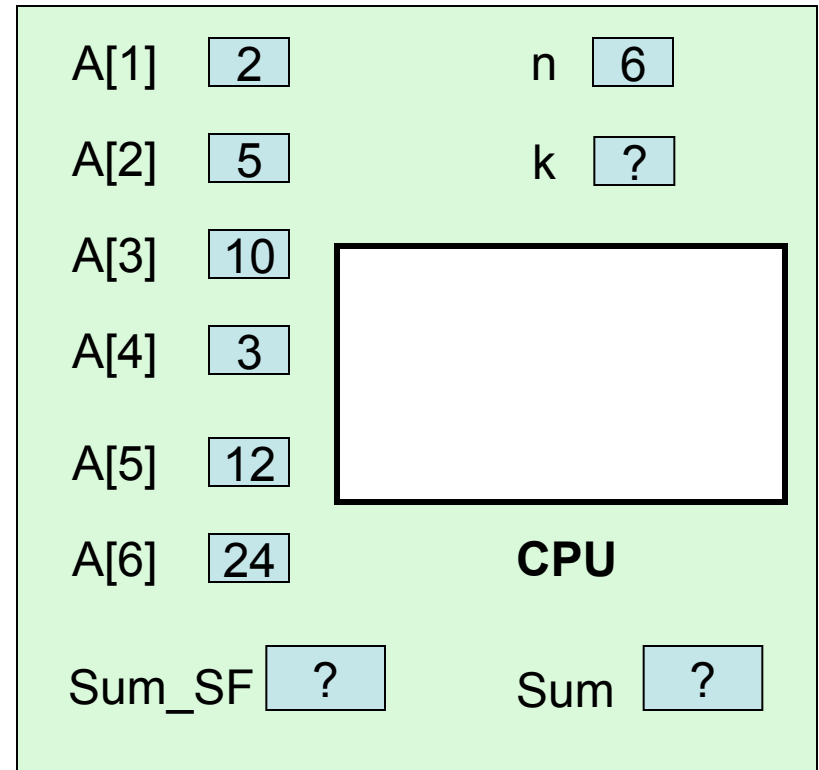 A[1] 2 n 6
A[2] 5 k ?
A[3] 10
A[4] 3
A[5] 12
A[6] 24 CPU
Sum_SF ? Sum ?